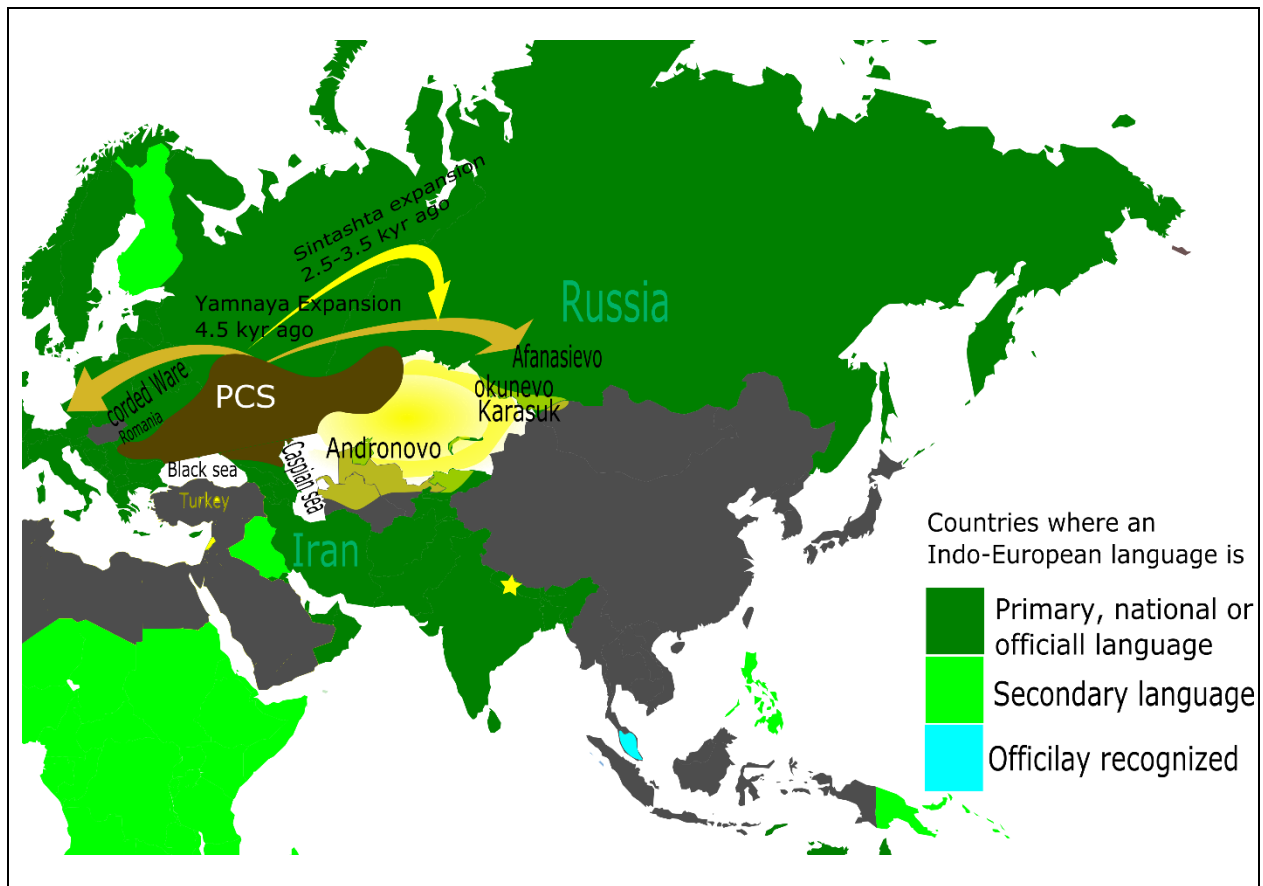 Sintashta expansion
2.5-3.5 kyr ago
Yamnaya Expansion
4.5 kyr ago
Russia
Afanasievo
okunevo
Karasuk
corded Ware
Romania
PCS
Andronovo
Black sea
Caspian sea
Turkey
Iran
Countries where an
Indo-European language is
Primary, national or
officiall language
Secondary language
Officilay recognized